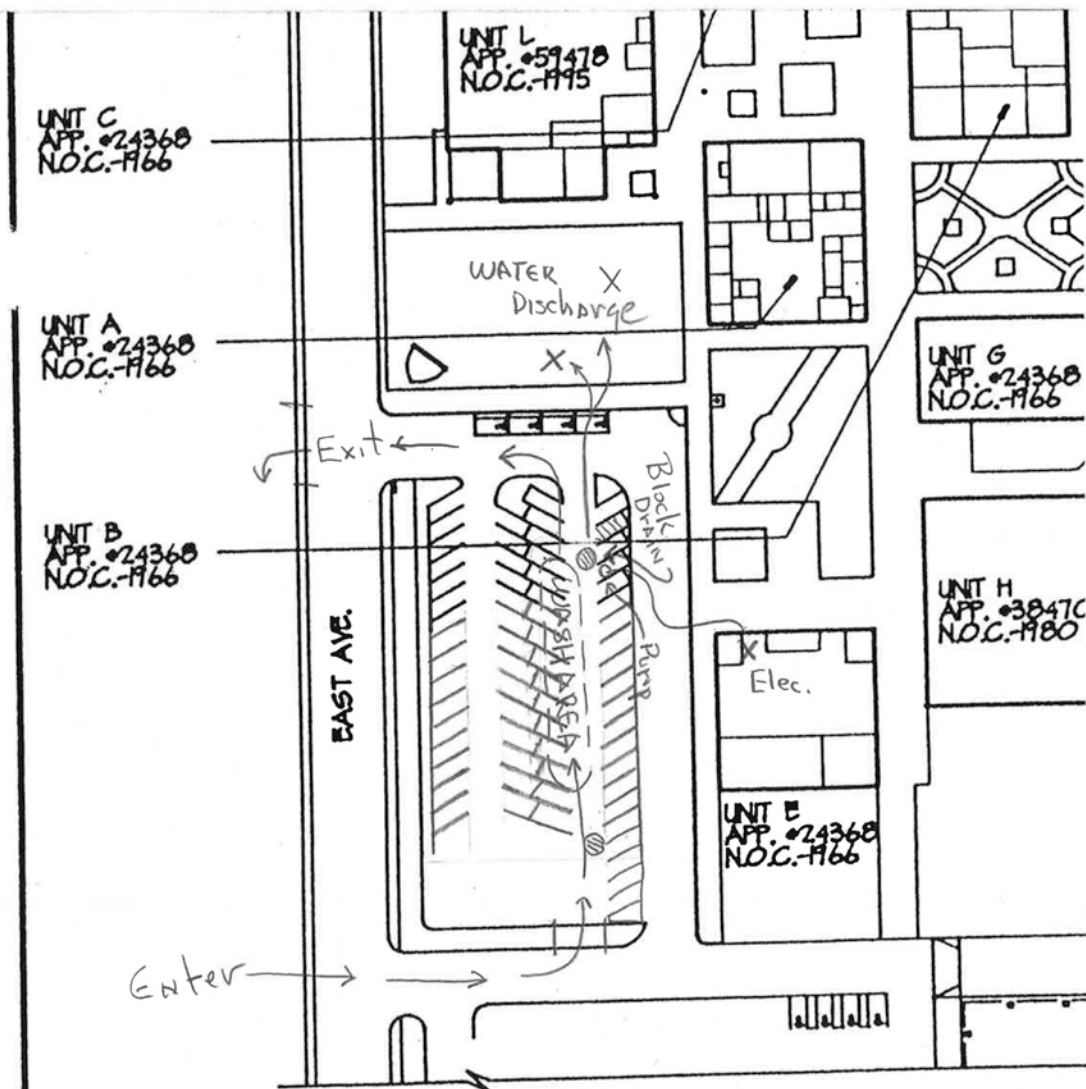 UNIT L
APP. #59478
N.O.C.-1995
UNIT C
APP. #24368
N.O.C.-1966
WATER
Discharge
X
X
UNIT A
APP. #24368
N.O.C.-1966
UNIT G
APP. #24368
N.O.C.-1966
Exit
Block
Drain
UNIT B
APP. #24368
N.O.C.-1966
WASH AREA
Pump
UNIT H
APP. #38470
N.O.C.-1980
X
Elec.
EAST AVE.
UNIT E
APP. #24368
N.O.C.-1966
Enter